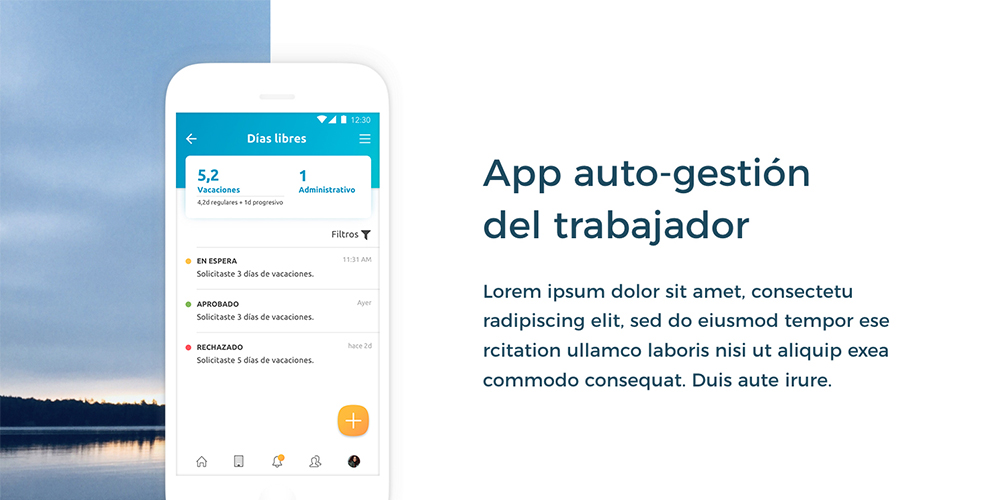 12:30
Días libres
5,2
Vacaciones
4,2d regulares + 1d progresivo
1
Administrativo
Filtros
EN ESPERA
11:31 AM
Solicitaste 3 días de vacaciones.
APROBADO
Ayer
Solicitaste 3 días de vacaciones.
RECHAZADO
hace 2d
Solicitaste 5 días de vacaciones.
App auto-gestión
del trabajador
Lorem ipsum dolor sit amet, consectetu
radipiscing elit, sed do eiusmod tempor ese
rcitation ullamco laboris nisi ut aliquip exea
commodo consequat. Duis aute irure.